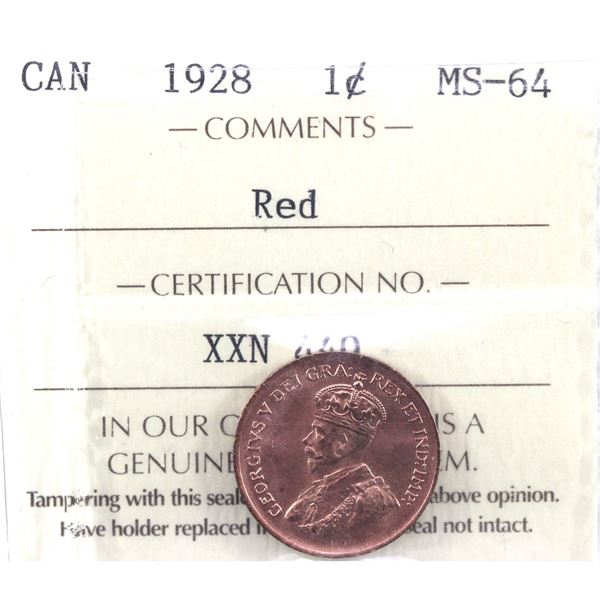 CAN 1928 1¢ MS-64
— COMMENTS —
Red
— CERTIFICATION NO. —
XXN 440
GEORGIVS V DEI GRA: REX ET IND:IMP:
IN OUR S A
GENUINE
Tampering with this seal above opinion.
Have holder replaced seal not intact.